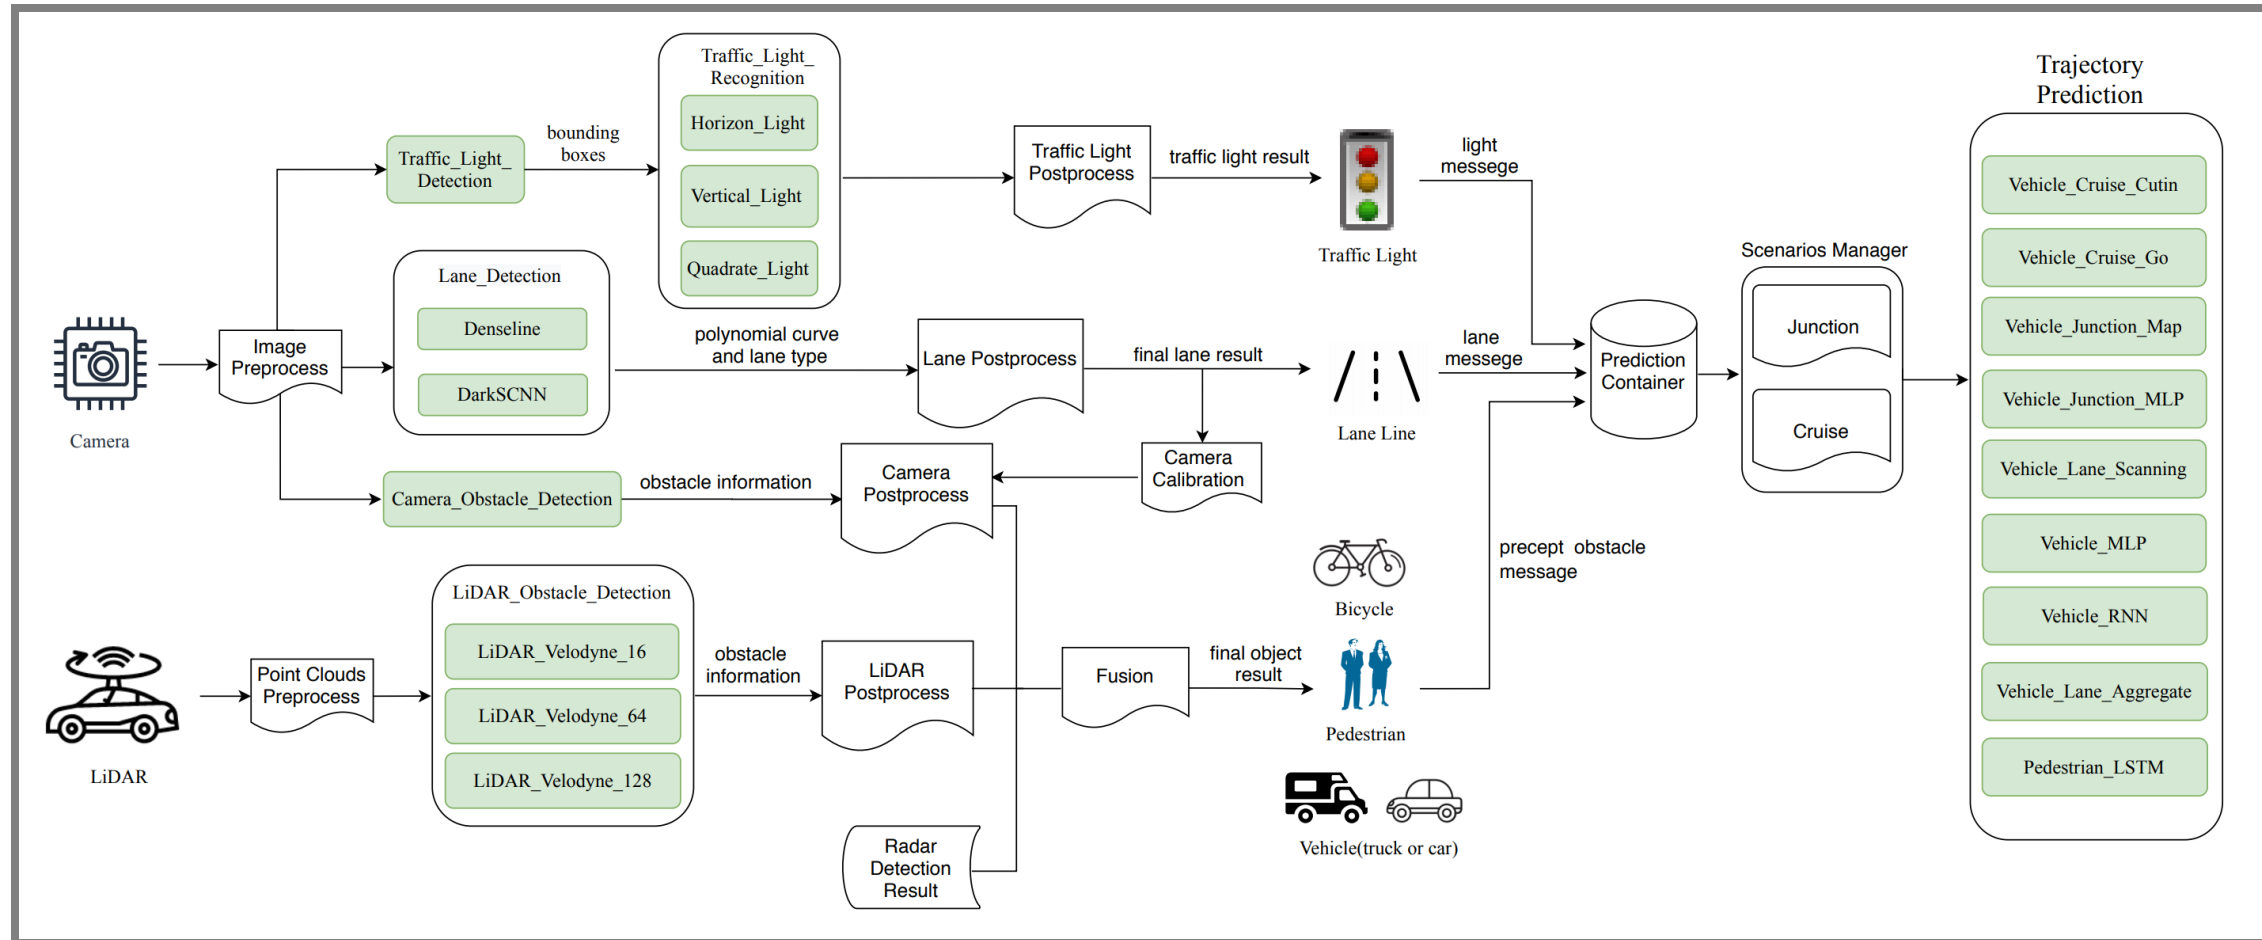 Traffic_Light_
Recognition
Horizon_Light
Vertical_Light
Quadrate_Light
Traffic_Light_
Detection
bounding
boxes
Traffic Light
Postprocess
traffic light result
Traffic Light
light
messege
Camera
Image
Preprocess
Lane_Detection
Denseline
DarkSCNN
polynomial curve
and lane type
Lane Postprocess
final lane result
Lane Line
lane
messege
Camera_Obstacle_Detection
obstacle information
Camera
Postprocess
Camera
Calibration
LiDAR
Point Clouds
Preprocess
LiDAR_Obstacle_Detection
LiDAR_Velodyne_16
LiDAR_Velodyne_64
LiDAR_Velodyne_128
obstacle
information
LiDAR
Postprocess
Radar
Detection
Result
Fusion
final object
result
Bicycle
Pedestrian
Vehicle(truck or car)
precept obstacle
message
Prediction
Container
Scenarios Manager
Junction
Cruise
Trajectory
Prediction
Vehicle_Cruise_Cutin
Vehicle_Cruise_Go
Vehicle_Junction_Map
Vehicle_Junction_MLP
Vehicle_Lane_Scanning
Vehicle_MLP
Vehicle_RNN
Vehicle_Lane_Aggregate
Pedestrian_LSTM